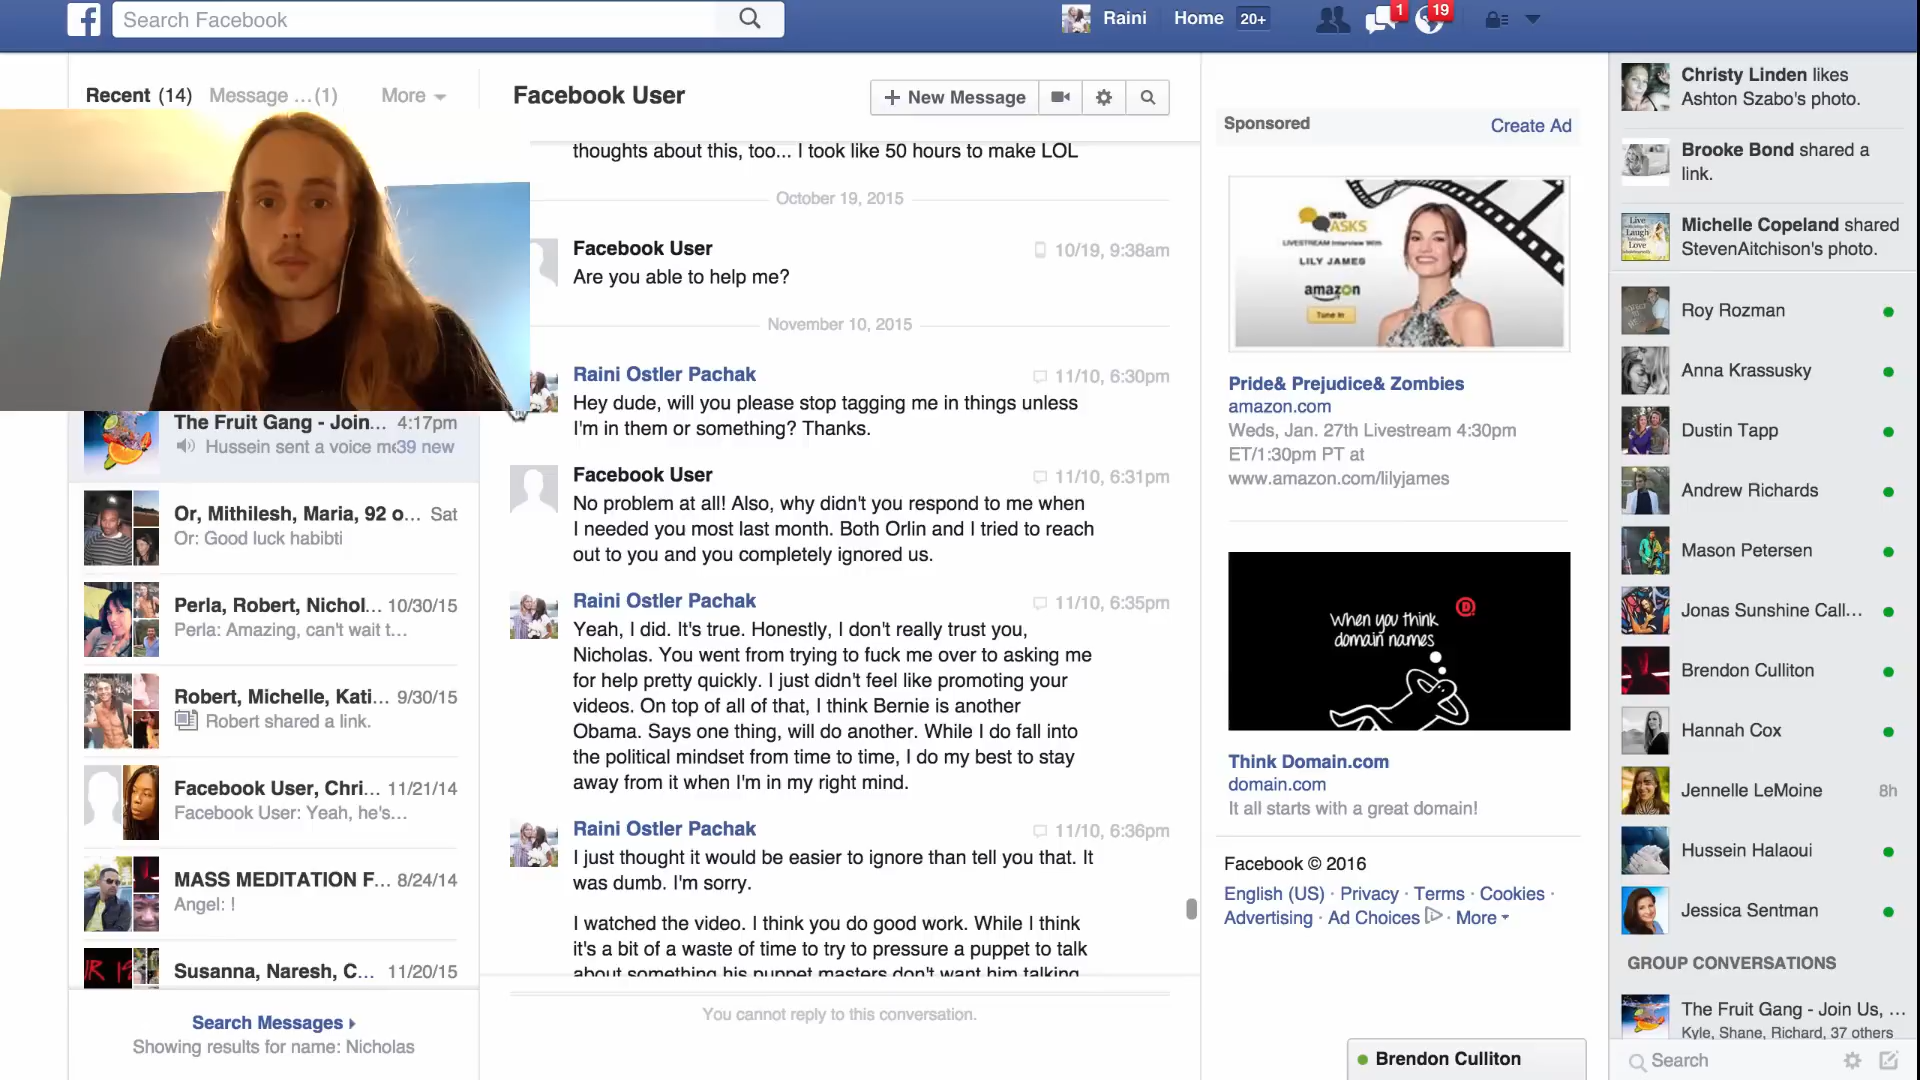 Search Facebook
Raini
Home 20+
1
19
Recent (14) Message ...(1) More
Facebook User
New Message
thoughts about this, too... I took like 50 hours to make LOL
October 19, 2015
Facebook User 10/19, 9:38am
Are you able to help me?
November 10, 2015
Raini Ostler Pachak 11/10, 6:30pm
Hey dude, will you please stop tagging me in things unless
I'm in them or something? Thanks.
Facebook User 11/10, 6:31pm
No problem at all! Also, why didn't you respond to me when
I needed you most last month. Both Orlin and I tried to reach
out to you and you completely ignored us.
Raini Ostler Pachak 11/10, 6:35pm
Yeah, I did. It's true. Honestly, I don't really trust you,
Nicholas. You went from trying to fuck me over to asking me
for help pretty quickly. I just didn't feel like promoting your
videos. On top of all of that, I think Bernie is another
Obama. Says one thing, will do another. While I do fall into
the political mindset from time to time, I do my best to stay
away from it when I'm in my right mind.
Raini Ostler Pachak 11/10, 6:36pm
I just thought it would be easier to ignore than tell you that. It
was dumb. I'm sorry.
I watched the video. I think you do good work. While I think
it's a bit of a waste of time to try to pressure a puppet to talk
about something his puppet masters don't want him talking
You cannot reply to this conversation.
The Fruit Gang - Join... 4:17pm
Hussein sent a voice me 39 new
Or, Mithilesh, Maria, 92 o... Sat
Or: Good luck habibti
Perla, Robert, Nichol... 10/30/15
Perla: Amazing, can't wait t...
Robert, Michelle, Kati... 9/30/15
Robert shared a link.
Facebook User, Chri... 11/21/14
Facebook User: Yeah, he's...
MASS MEDITATION F... 8/24/14
Angel: !
Susanna, Naresh, C... 11/20/15
Search Messages
Showing results for name: Nicholas
Sponsored Create Ad
IMDb
ASKS
LIVESTREAM Interview With
LILY JAMES
amazon
Tune In
Pride& Prejudice& Zombies
amazon.com
Weds, Jan. 27th Livestream 4:30pm
ET/1:30pm PT at
www.amazon.com/lilyjames
When you think
domain names
D
Think Domain.com
domain.com
It all starts with a great domain!
Facebook © 2016
English (US) · Privacy · Terms · Cookies ·
Advertising · Ad Choices · More
Christy Linden likes
Ashton Szabo's photo.
Brooke Bond shared a
link.
Live
Laugh
Love
Michelle Copeland shared
StevenAitchison's photo.
Roy Rozman
Anna Krassusky
Dustin Tapp
Andrew Richards
Mason Petersen
Jonas Sunshine Call...
Brendon Culliton
Hannah Cox
Jennelle LeMoine 8h
Hussein Halaoui
Jessica Sentman
GROUP CONVERSATIONS
The Fruit Gang - Join Us, ...
Kyle, Shane, Richard, 37 others
Search
Brendon Culliton